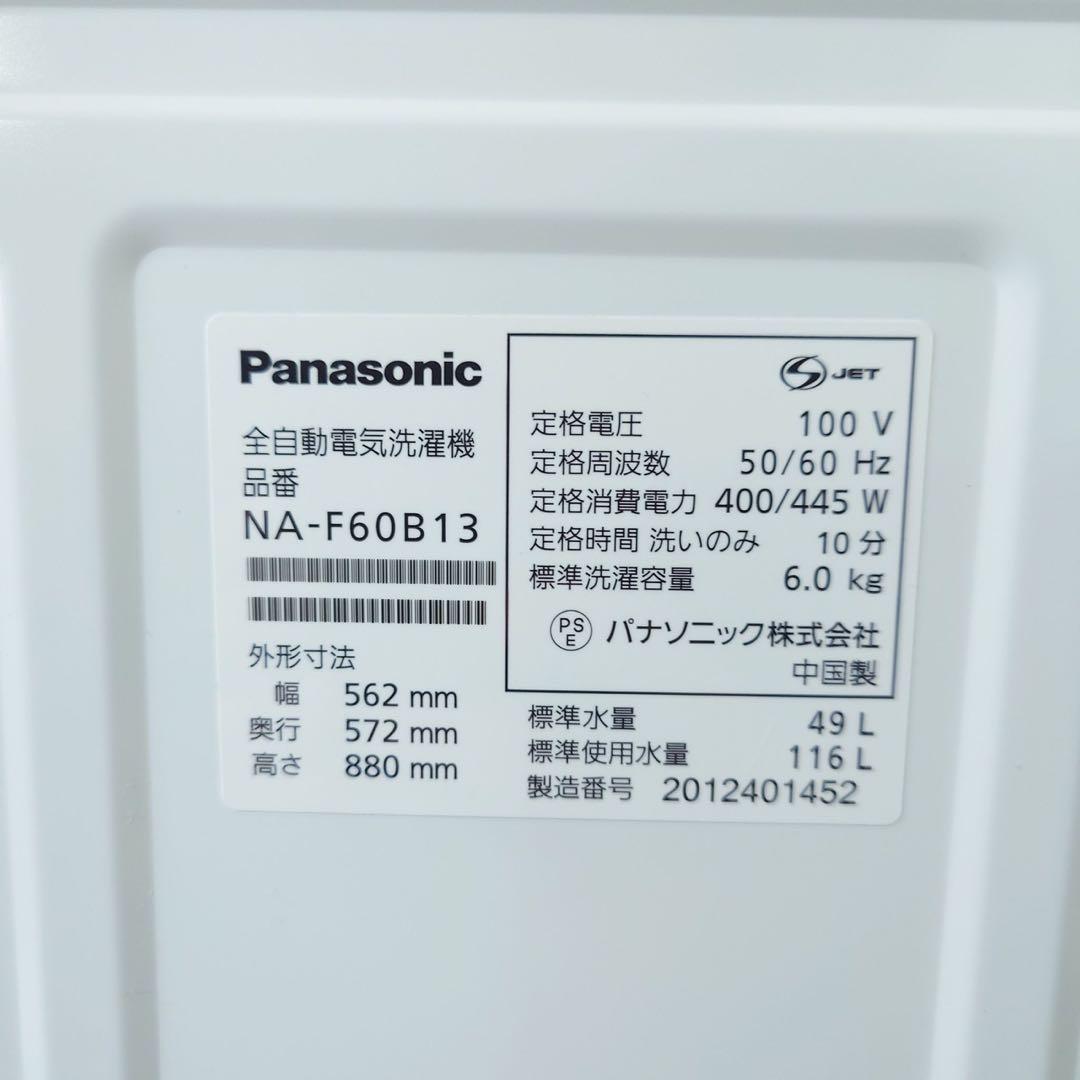 Panasonic
全自動電気洗濯機
品番
NA-F60B13
外形寸法
幅 562 mm
奥行 572 mm
高さ 880 mm
S JET
定格電圧 100 V
定格周波数 50/60 Hz
定格消費電力 400/445 W
定格時間 洗いのみ 10 分
標準洗濯容量 6.0 kg
PSE パナソニック株式会社
中国製
標準水量 49 L
標準使用水量 116 L
製造番号 2012401452